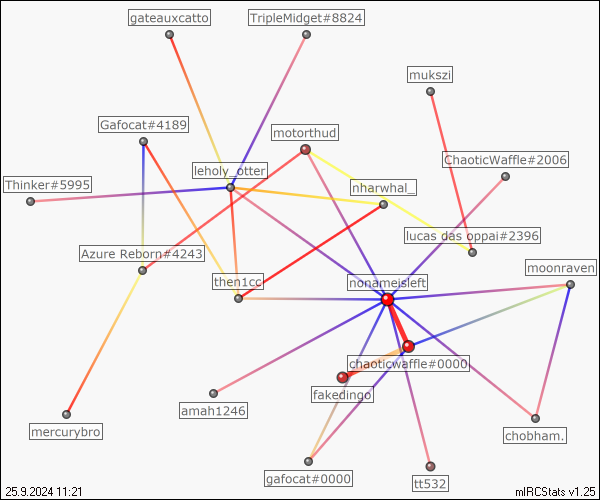 gateauxcatto
TripleMidget#8824
mukszi
Gafocat#4189
motorthud
ChaoticWaffle#2006
leholy_otter
Thinker#5995
nharwhal_
lucas das oppai#2396
Azure Reborn#4243
moonraven
then1cc
nonameisleft
chaoticwaffle#0000
fakedingo
amah1246
mercurybro
chobham.
gafocat#0000
tt532
25.9.2024 11:21
mIRCStats v1.25